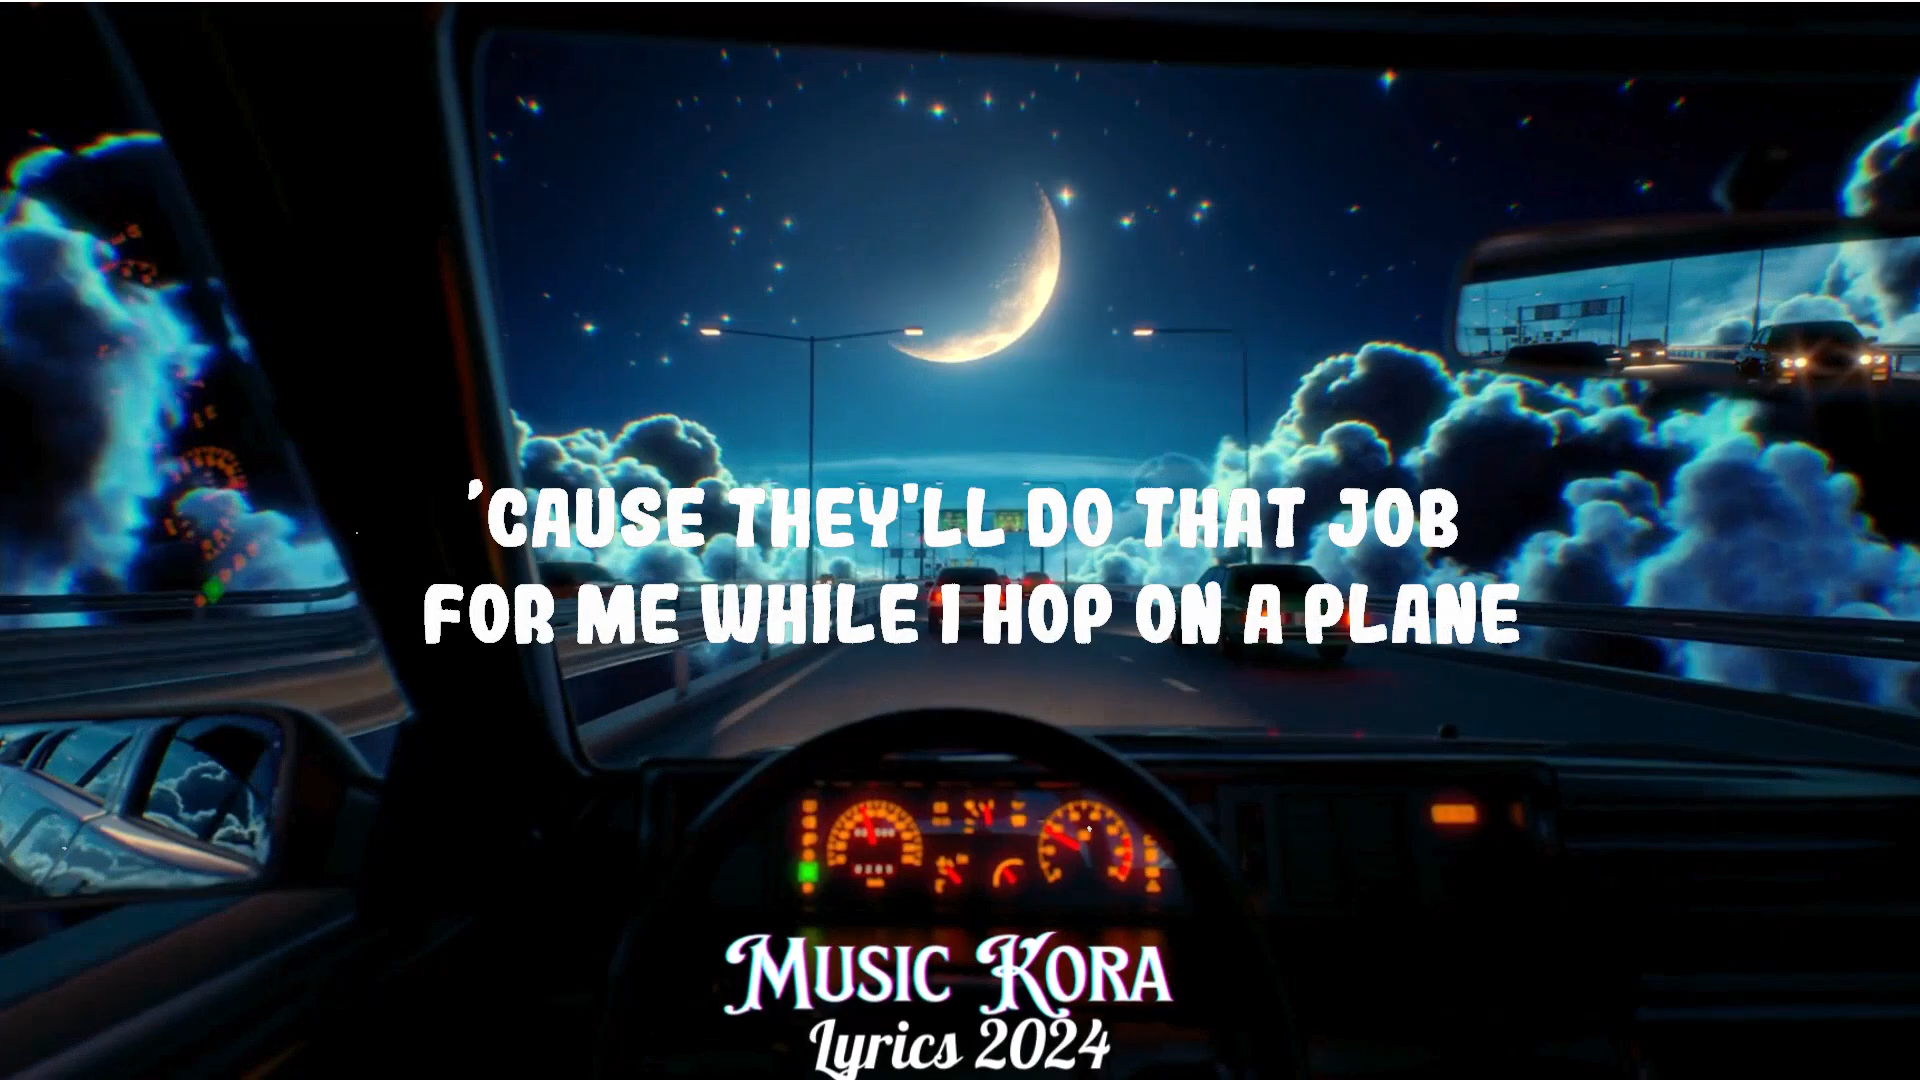 'CAUSE THEY'LL DO THAT JOB
FOR ME WHILE I HOP ON A PLANE
MUSIC KORA
Lyrics 2024